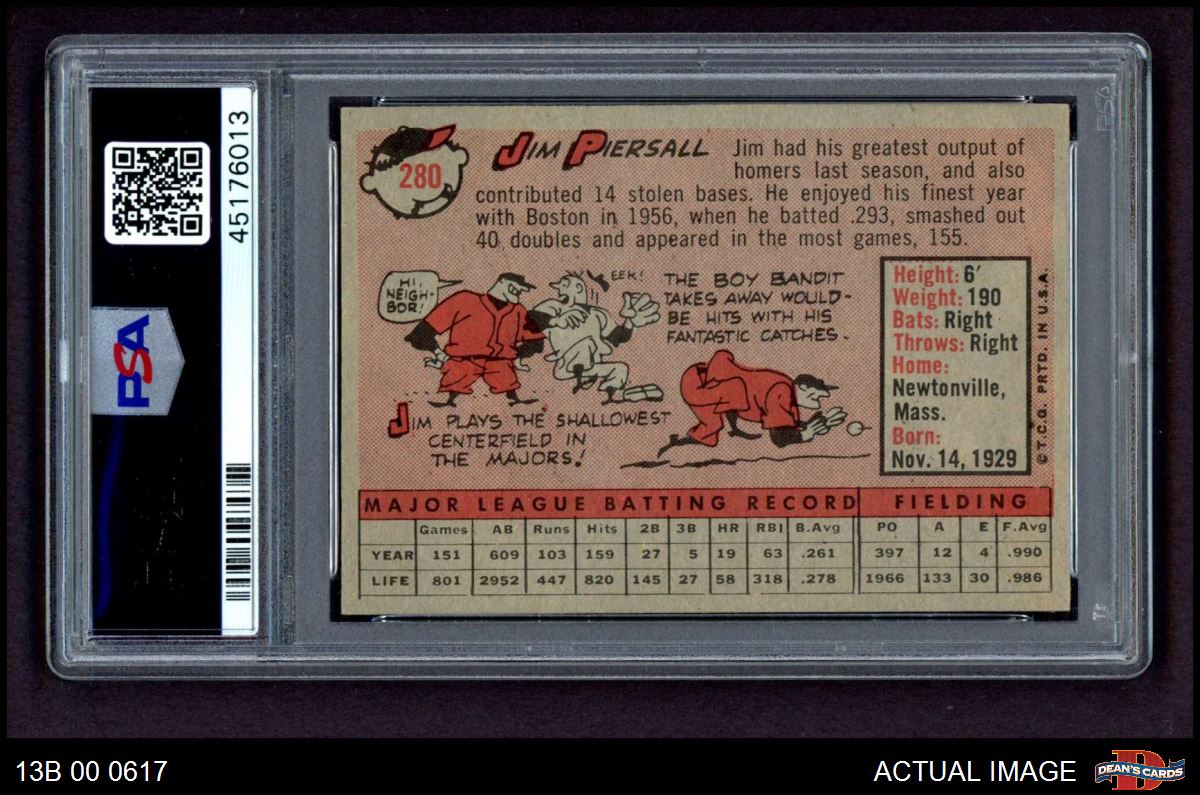 45176013
PSA
PSA
280
JIM PIERSALL
Jim had his greatest output of
homers last season, and also
contributed 14 stolen bases. He enjoyed his finest year
with Boston in 1956, when he batted .293, smashed out
40 doubles and appeared in the most games, 155.
HI,
NEIGH-
BOR!
EEK!
THE BOY BANDIT
TAKES AWAY WOULD-
BE HITS WITH HIS
FANTASTIC CATCHES.
JIM PLAYS THE SHALLOWEST
CENTERFIELD IN
THE MAJORS!
Height: 6'
Weight: 190
Bats: Right
Throws: Right
Home:
Newtonville,
Mass.
Born:
Nov. 14, 1929
©T.C.G. PRTD. IN U.S.A.
MAJOR LEAGUE BATTING RECORD FIELDING
Games AB Runs Hits 2B 3B HR RBI B.Avg PO A E F.Avg
YEAR 151 609 103 159 27 5 19 63 .261 397 12 4 .990
LIFE 801 2952 447 820 145 27 58 318 .278 1966 133 30 .986
13B 00 0617
ACTUAL IMAGE
D
DEAN'S CARDS